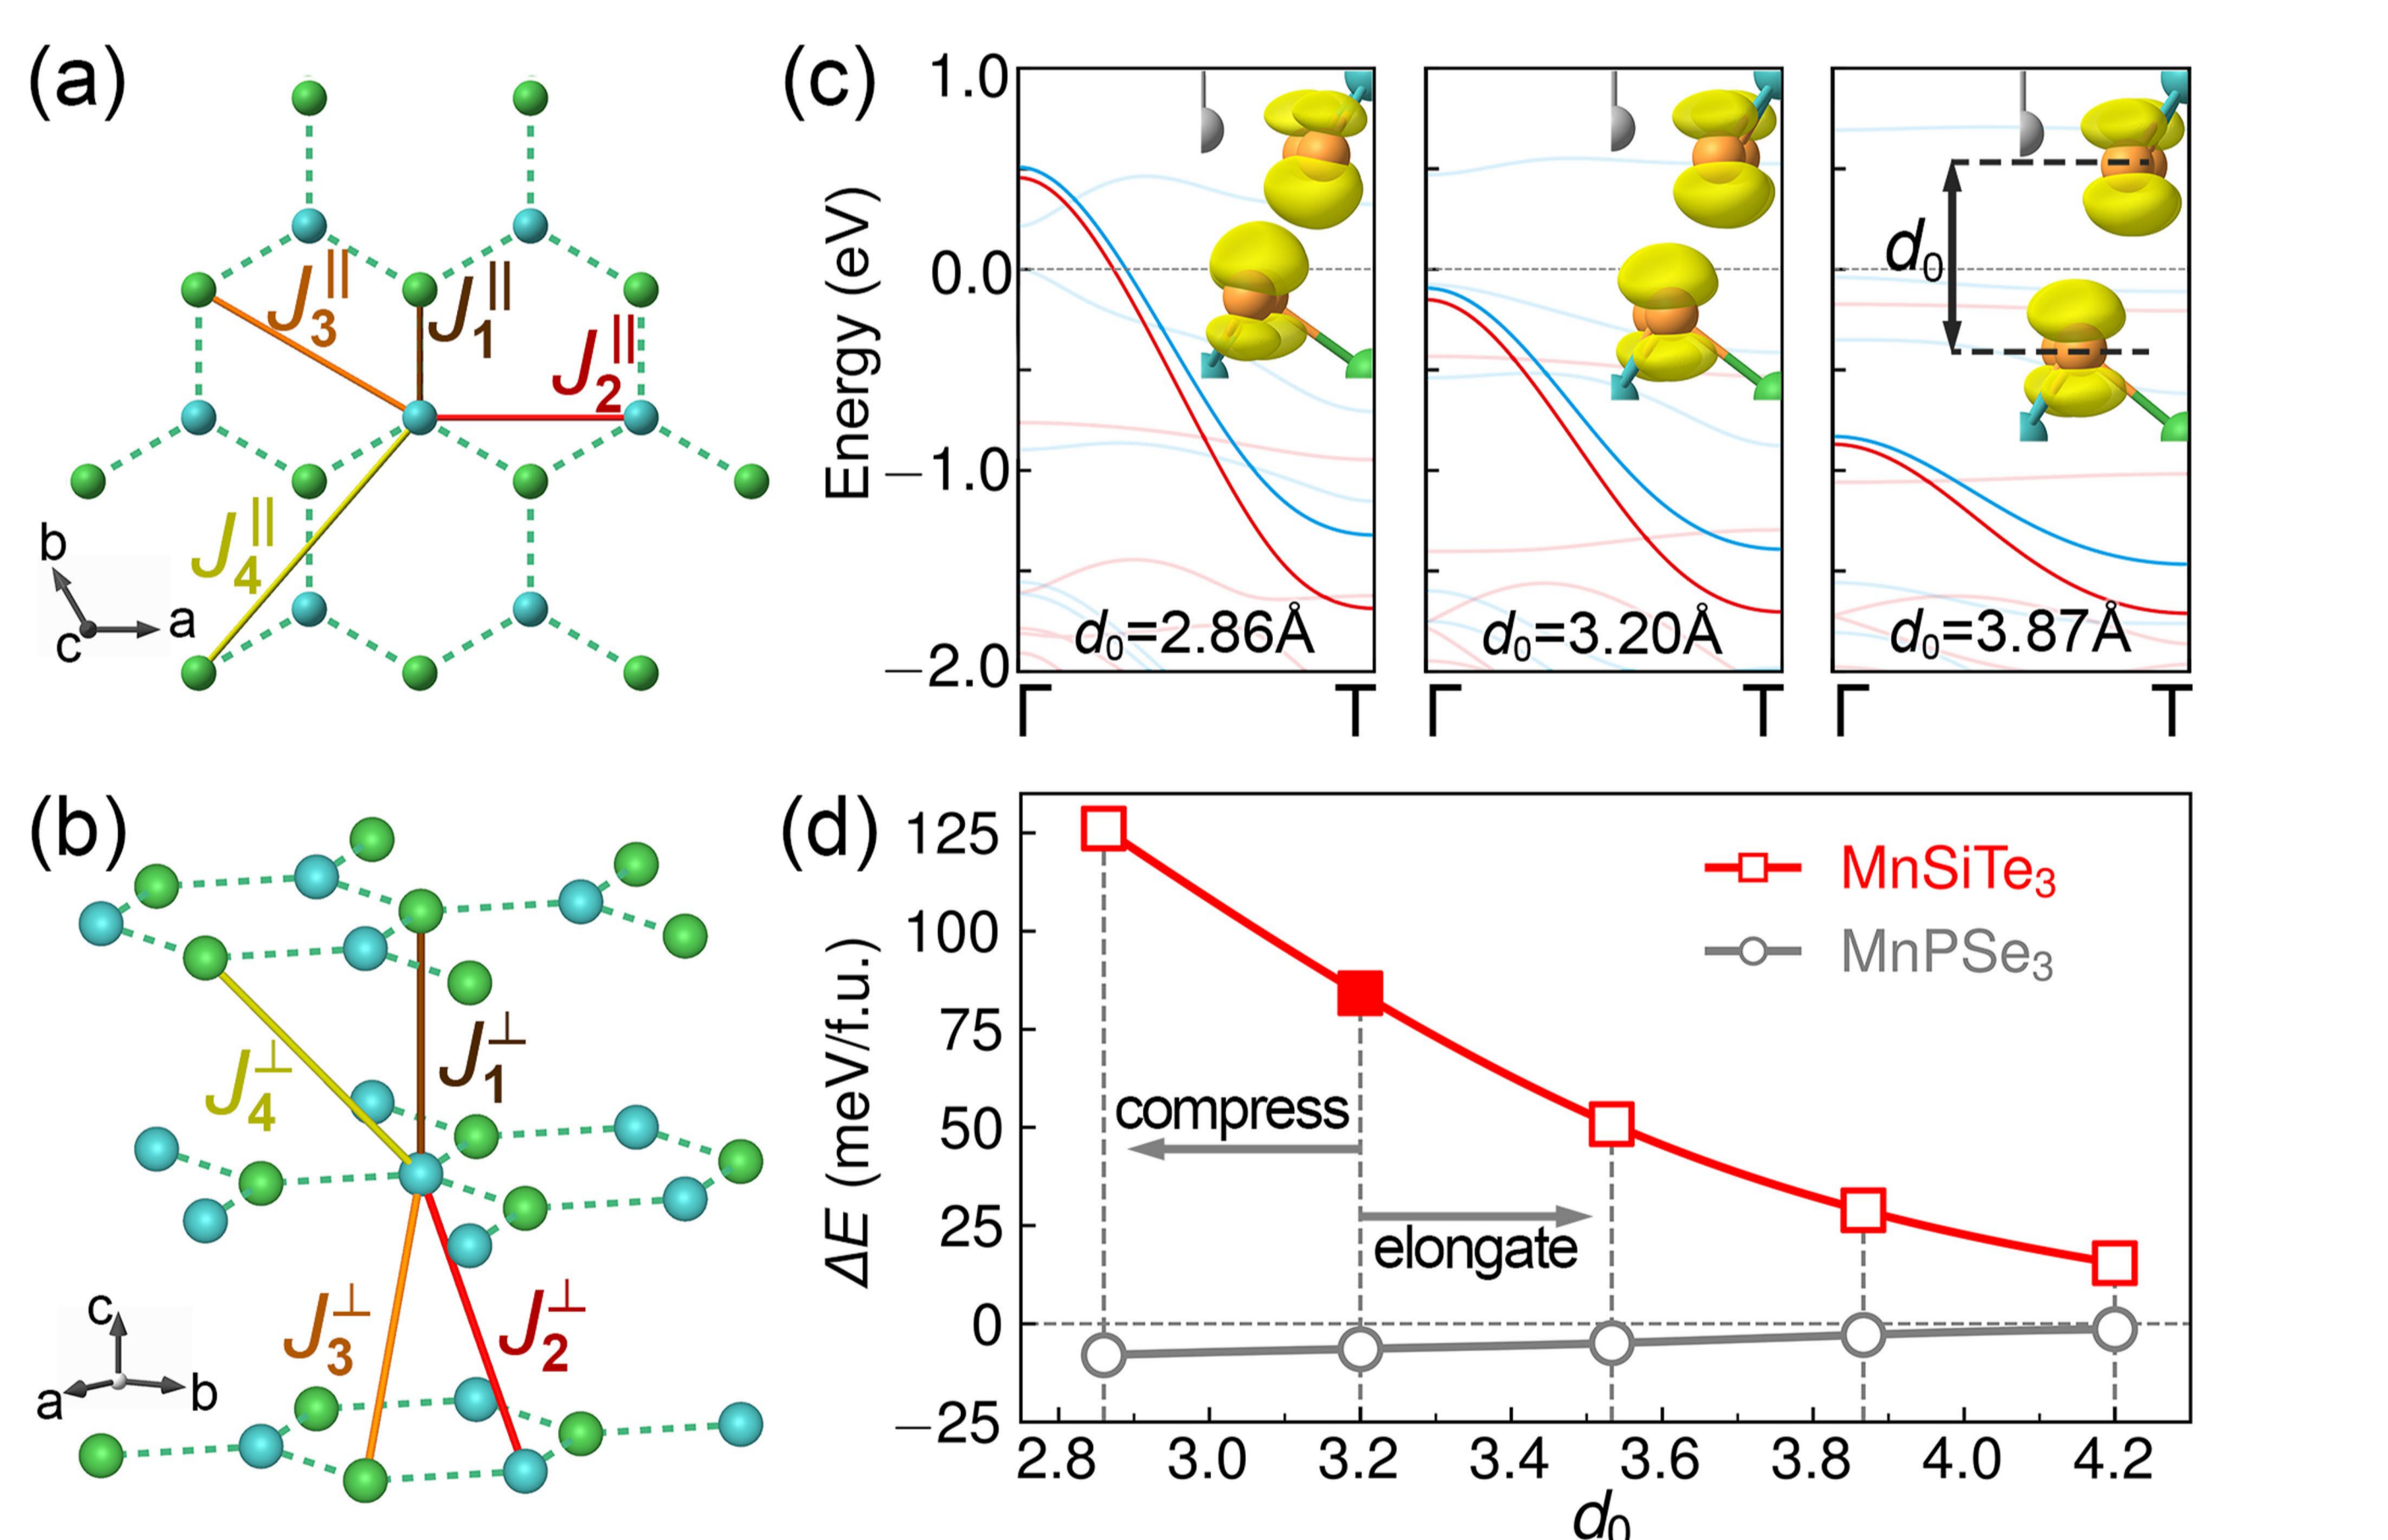 (a)
J3∥
J1∥
J2∥
J4∥
b
a
c
(b)
J1⊥
J4⊥
J3⊥
J2⊥
c
a
b
(c)
Energy (eV)
1.0
0.0
−1.0
−2.0
d0
d0=2.86Å
d0=3.20Å
d0=3.87Å
Γ T Γ T Γ T
(d)
ΔE (meV/f.u.)
125
100
75
50
25
0
−25
MnSiTe3
MnPSe3
compress
elongate
2.8 3.0 3.2 3.4 3.6 3.8 4.0 4.2
d0